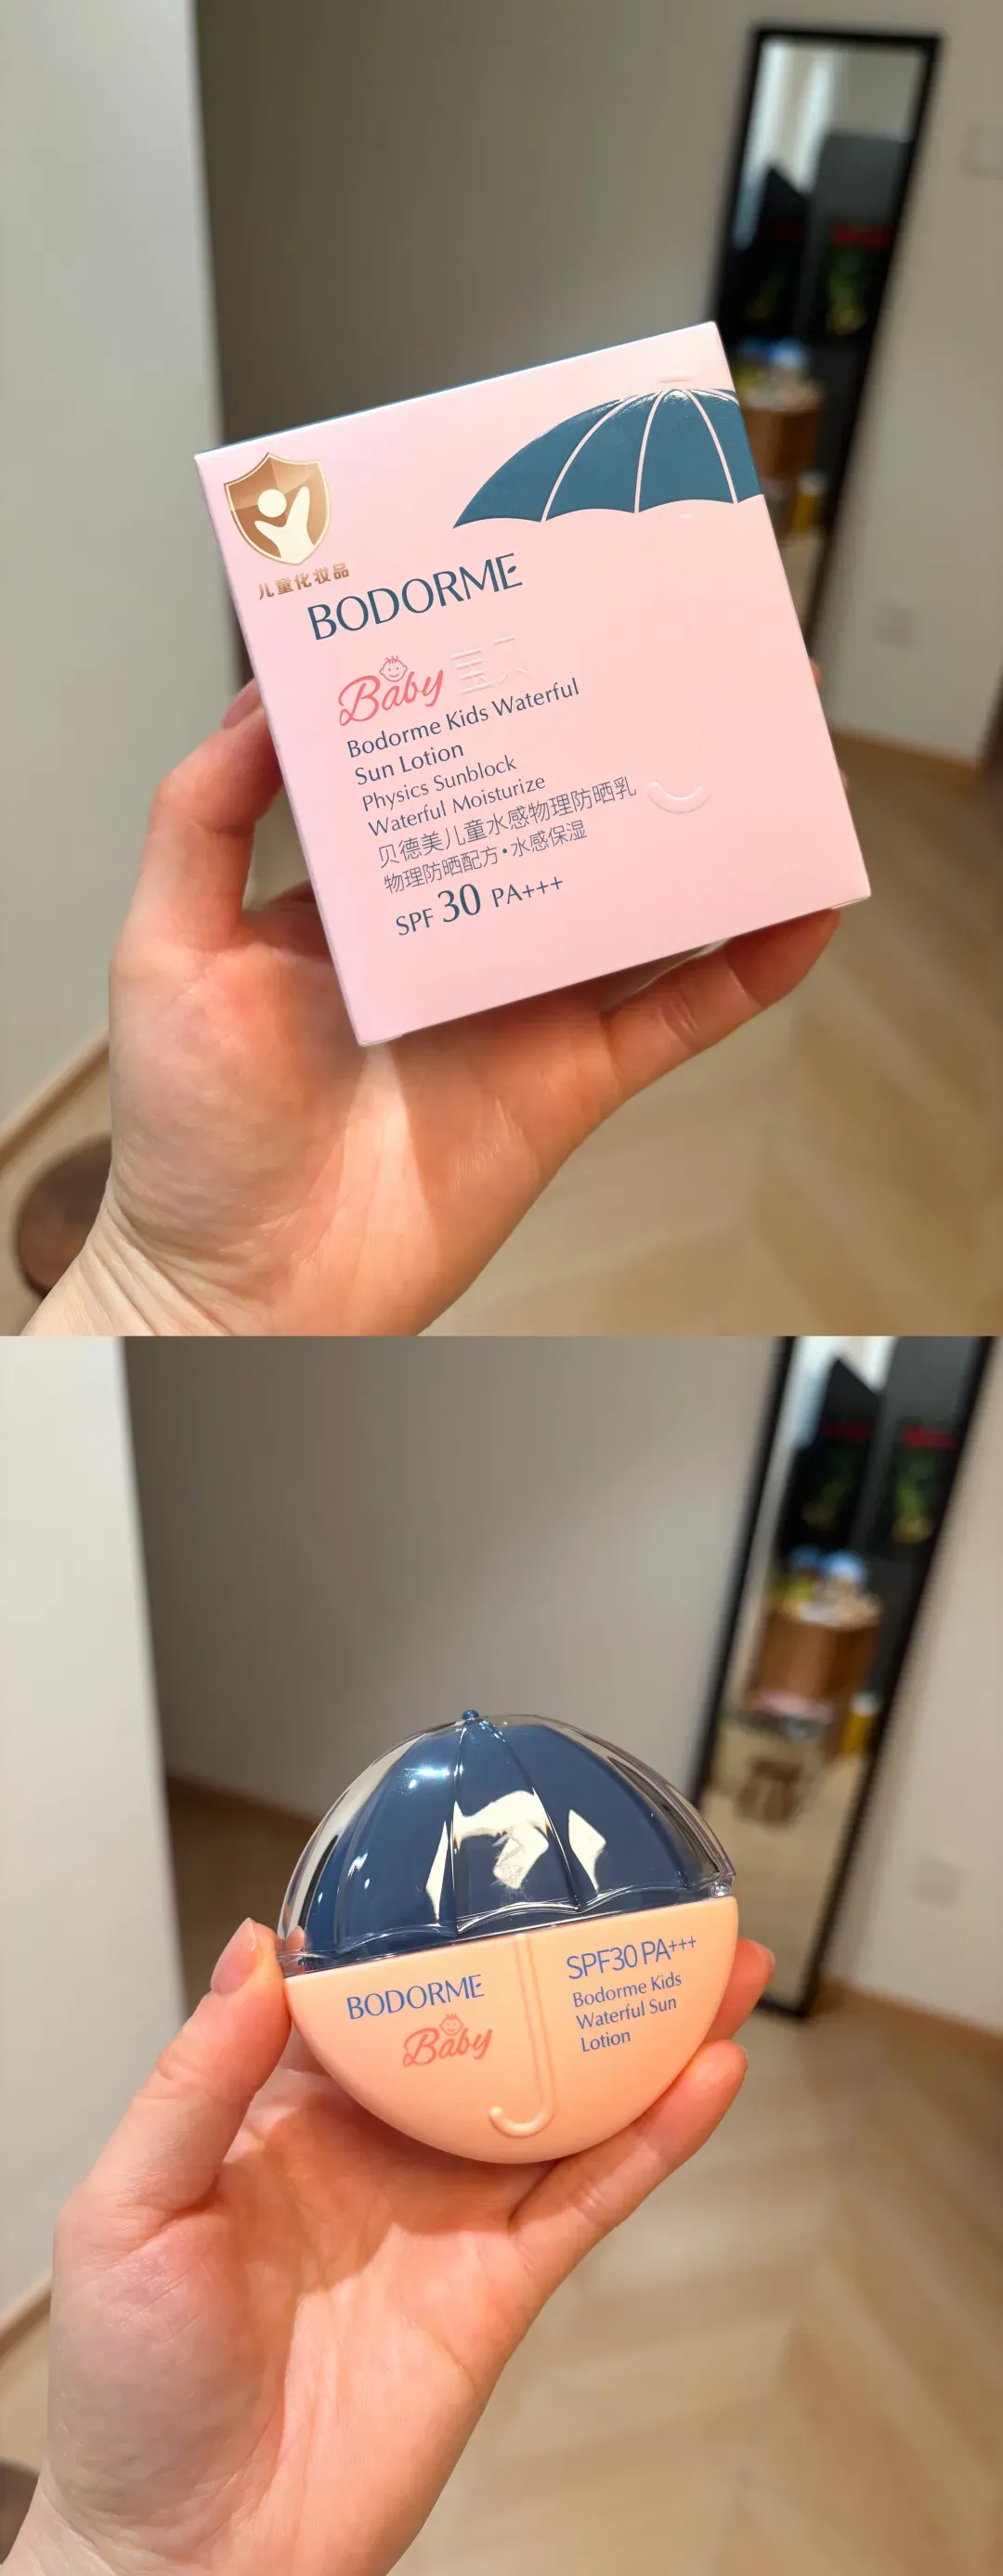 儿童化妆品
BODORME
Baby 宝贝
Bodorme Kids Waterful
Sun Lotion
Physics Sunblock
Waterful Moisturize
贝德美儿童水感物理防晒乳
物理防晒配方•水感保湿
SPF 30 PA+++
BODORME
Baby
SPF30 PA+++
Bodorme Kids
Waterful Sun
Lotion